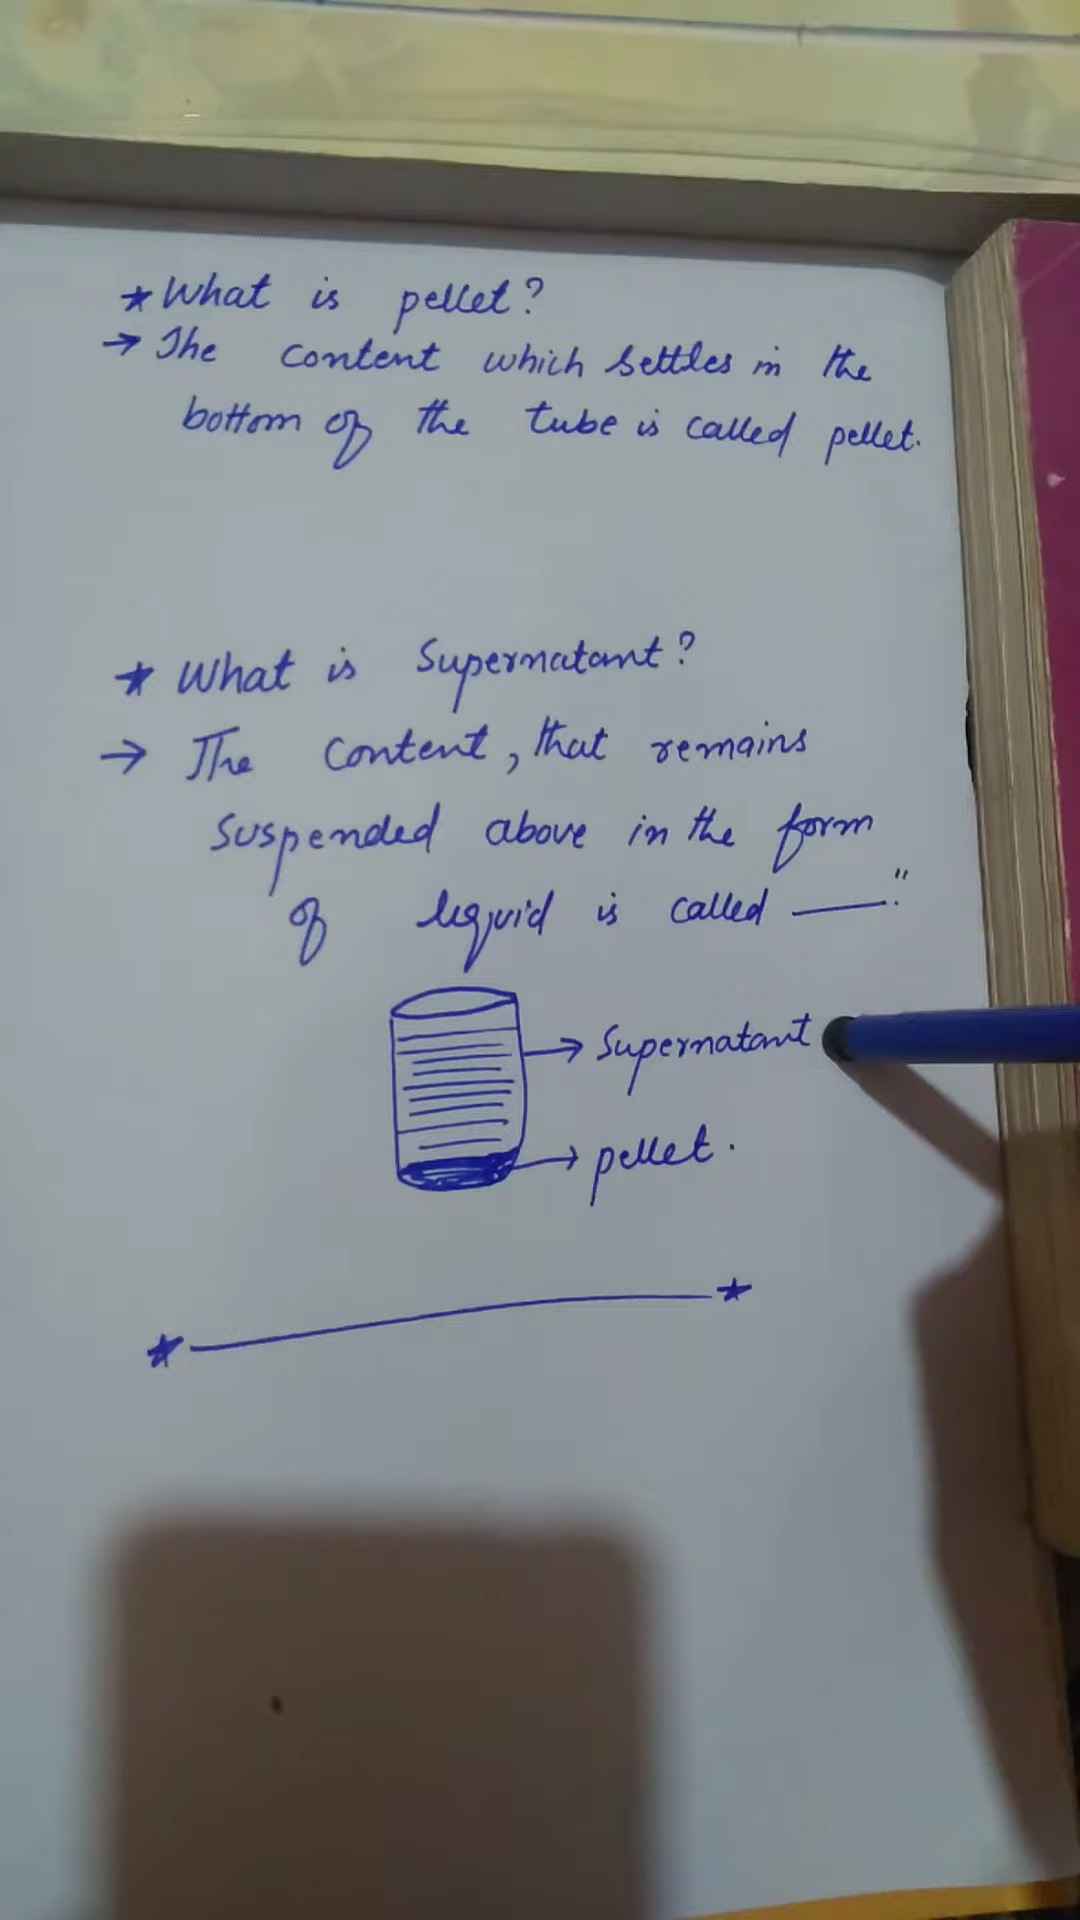 * What is pellet?
→ The content which settles in the
bottom of the tube is called pellet.
* What is Supernatant?
→ The content, that remains
suspended above in the form
of liquid is called ——."
→ Supernatant
→ pellet.